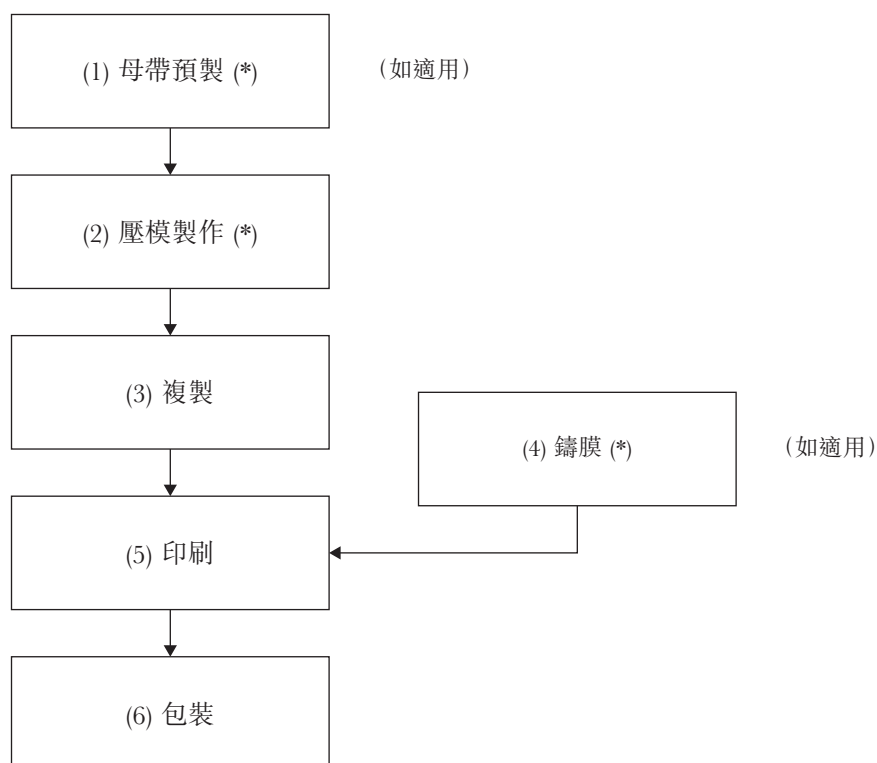 (1) 母帶預製 (*)
(如適用)
(2) 壓模製作 (*)
(3) 複製
(4) 鑄膜 (*)
(如適用)
(5) 印刷
(6) 包裝